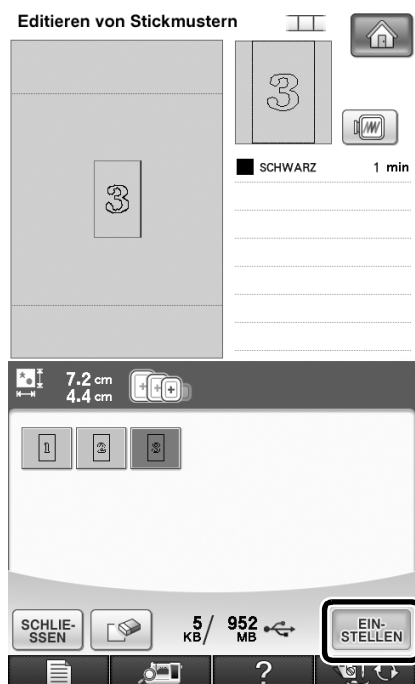 Editieren von Stickmustern
3
3
SCHWARZ 1 min
7.2 cm
4.4 cm
1 2 3
SCHLIE-
SSEN
5 KB / 952 MB
EIN-
STELLEN
?